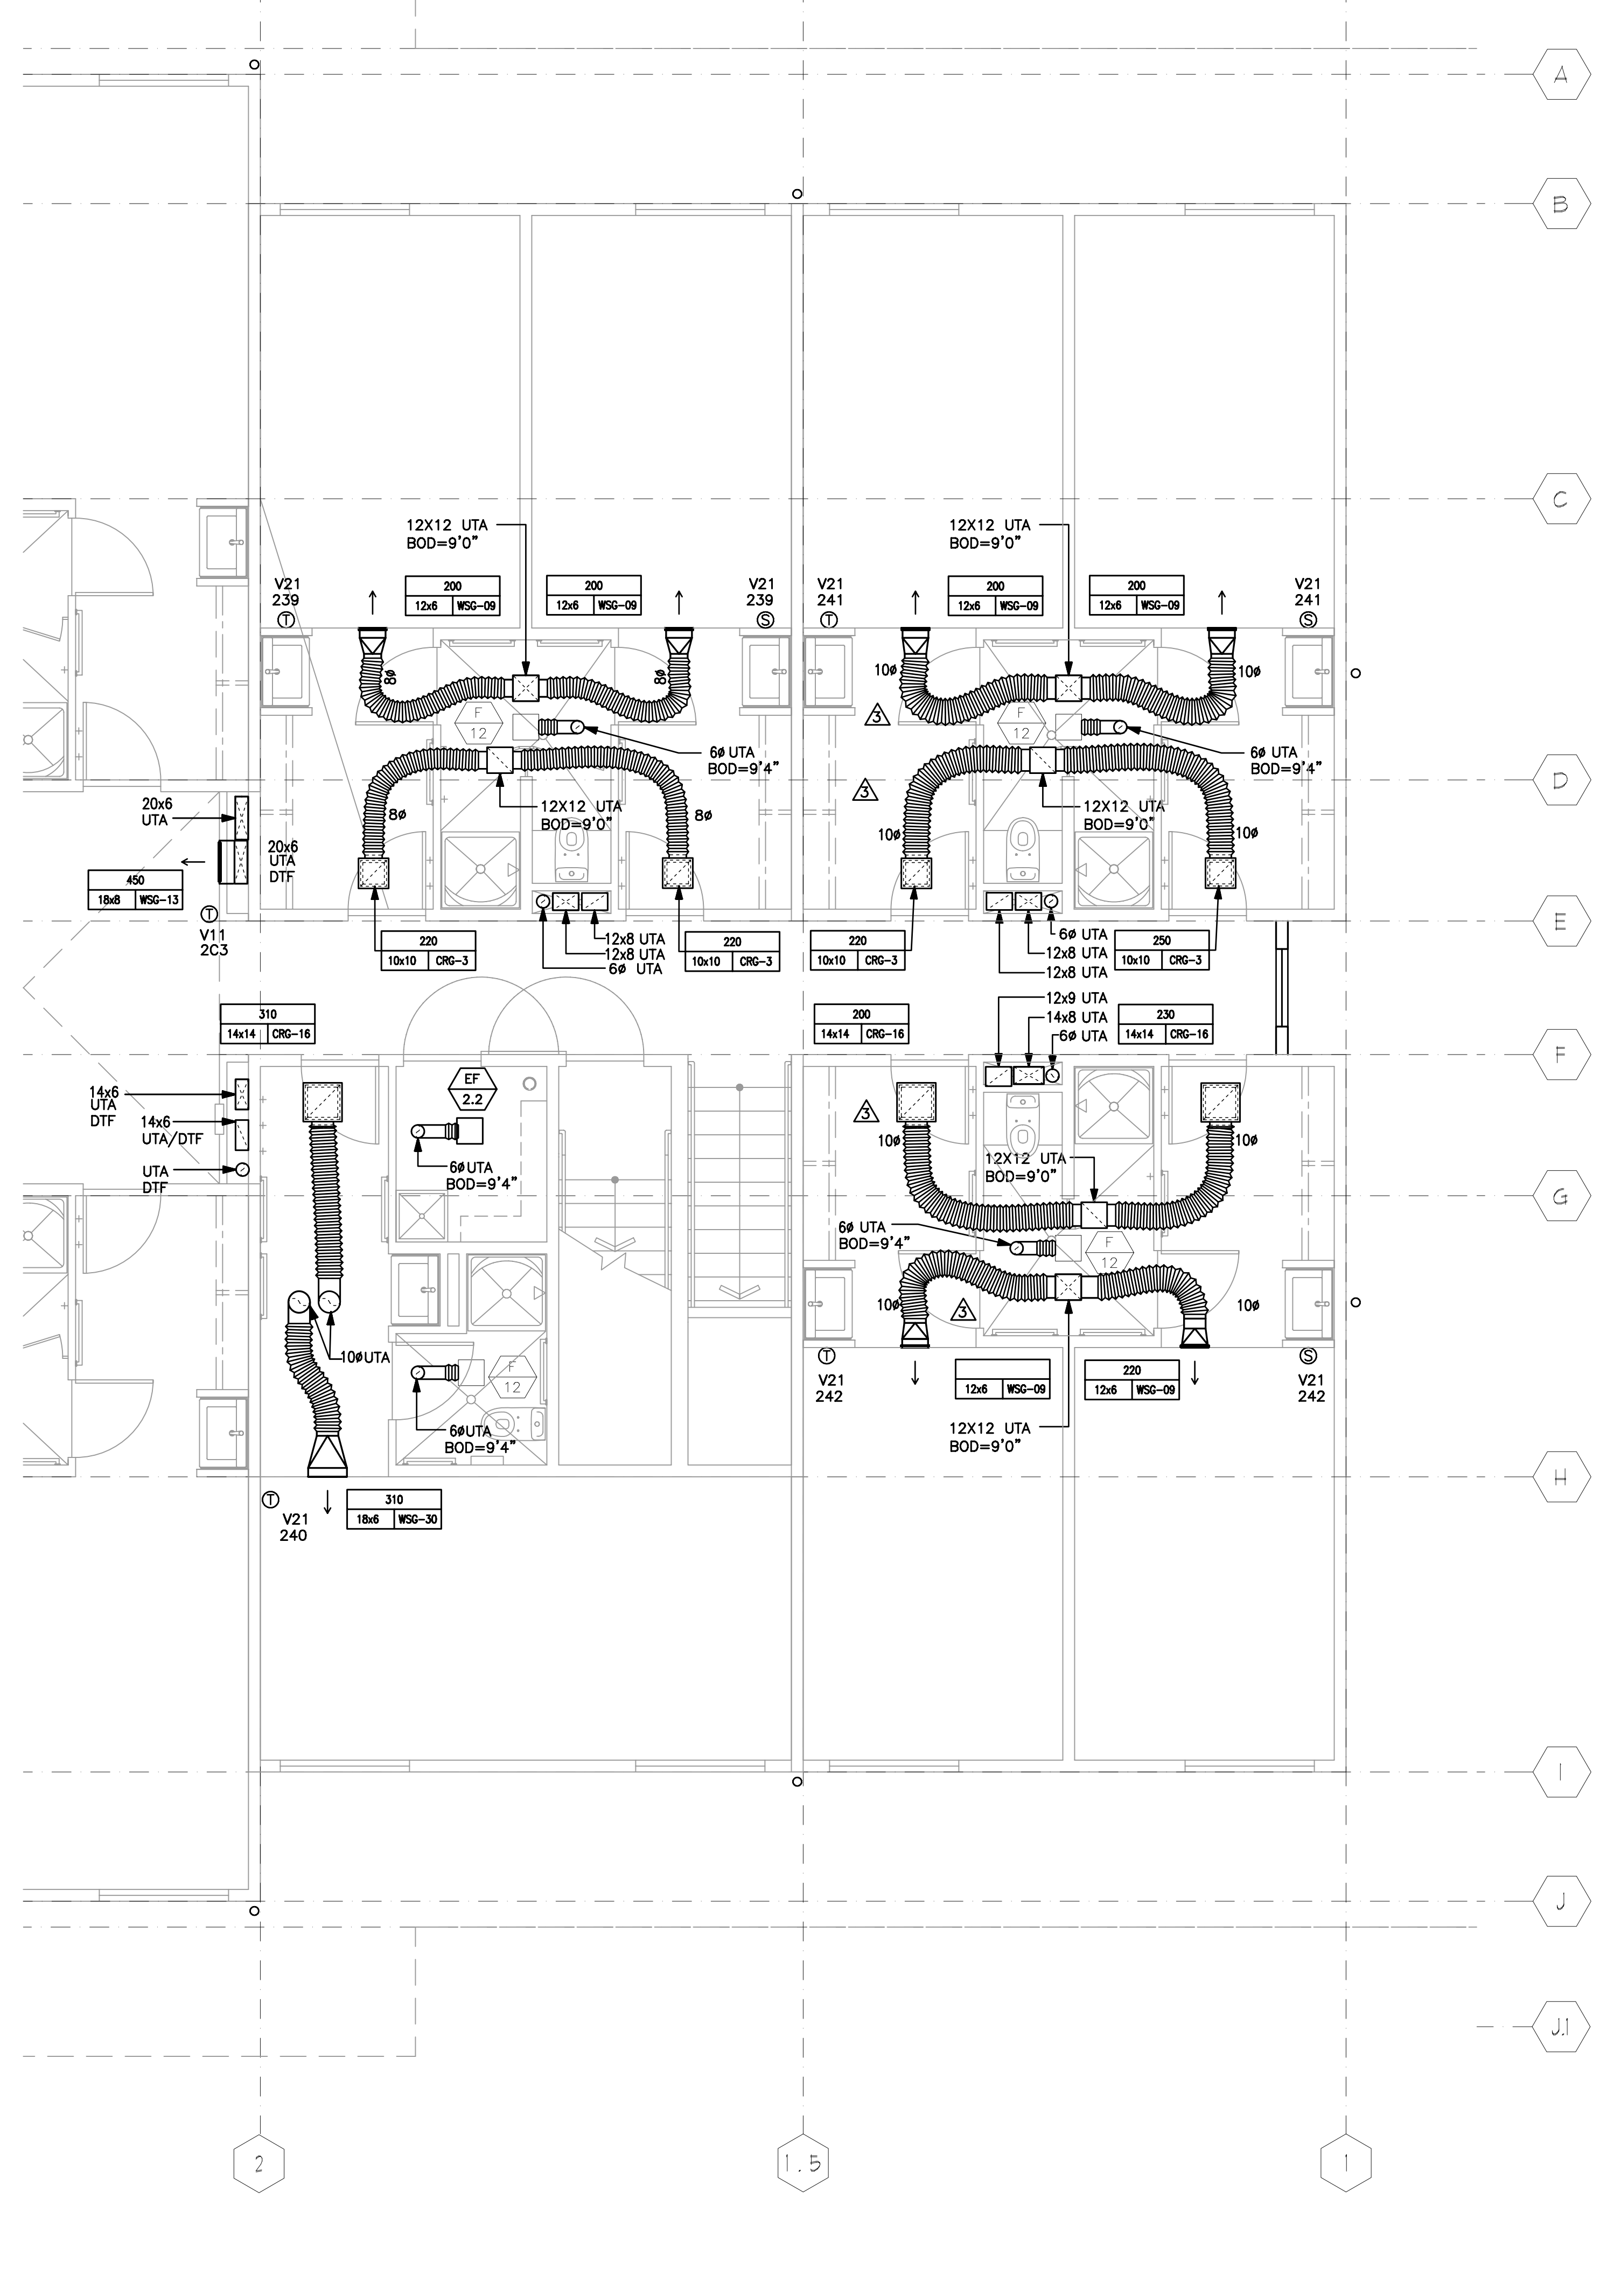 A
B
C
12X12 UTA
BOD=9'0"
12X12 UTA
BOD=9'0"
V21
239
T
200
12x6 WSG-09
200
12x6 WSG-09
V21
239
S
V21
241
T
200
12x6 WSG-09
200
12x6 WSG-09
V21
241
S
8ø
8ø
10ø
10ø
3
F
12
F
12
6ø UTA
BOD=9'4"
6ø UTA
BOD=9'4"
D
3
20x6
UTA
8ø
12X12 UTA
BOD=9'0"
8ø
10ø
12X12 UTA
BOD=9'0"
10ø
20x6
UTA
DTF
450
18x8 WSG-13
T
V11
2C3
E
220
10x10 CRG-3
12x8 UTA
12x8 UTA
6ø UTA
220
10x10 CRG-3
220
10x10 CRG-3
6ø UTA
12x8 UTA
12x8 UTA
250
10x10 CRG-3
310
14x14 CRG-16
200
14x14 CRG-16
12x9 UTA
14x8 UTA
6ø UTA
230
14x14 CRG-16
F
EF
2.2
14x6
UTA
DTF
14x6
UTA/DTF
UTA
DTF
6ø UTA
BOD=9'4"
3
10ø
10ø
12X12 UTA
BOD=9'0"
G
6ø UTA
BOD=9'4"
F
12
10ø
3
10ø
10ø UTA
F
12
T
V21
242
12x6 WSG-09
220
12x6 WSG-09
S
V21
242
6ø UTA
BOD=9'4"
12X12 UTA
BOD=9'0"
H
T
V21
240
310
18x6 WSG-30
I
J
J.1
2
1.5
1